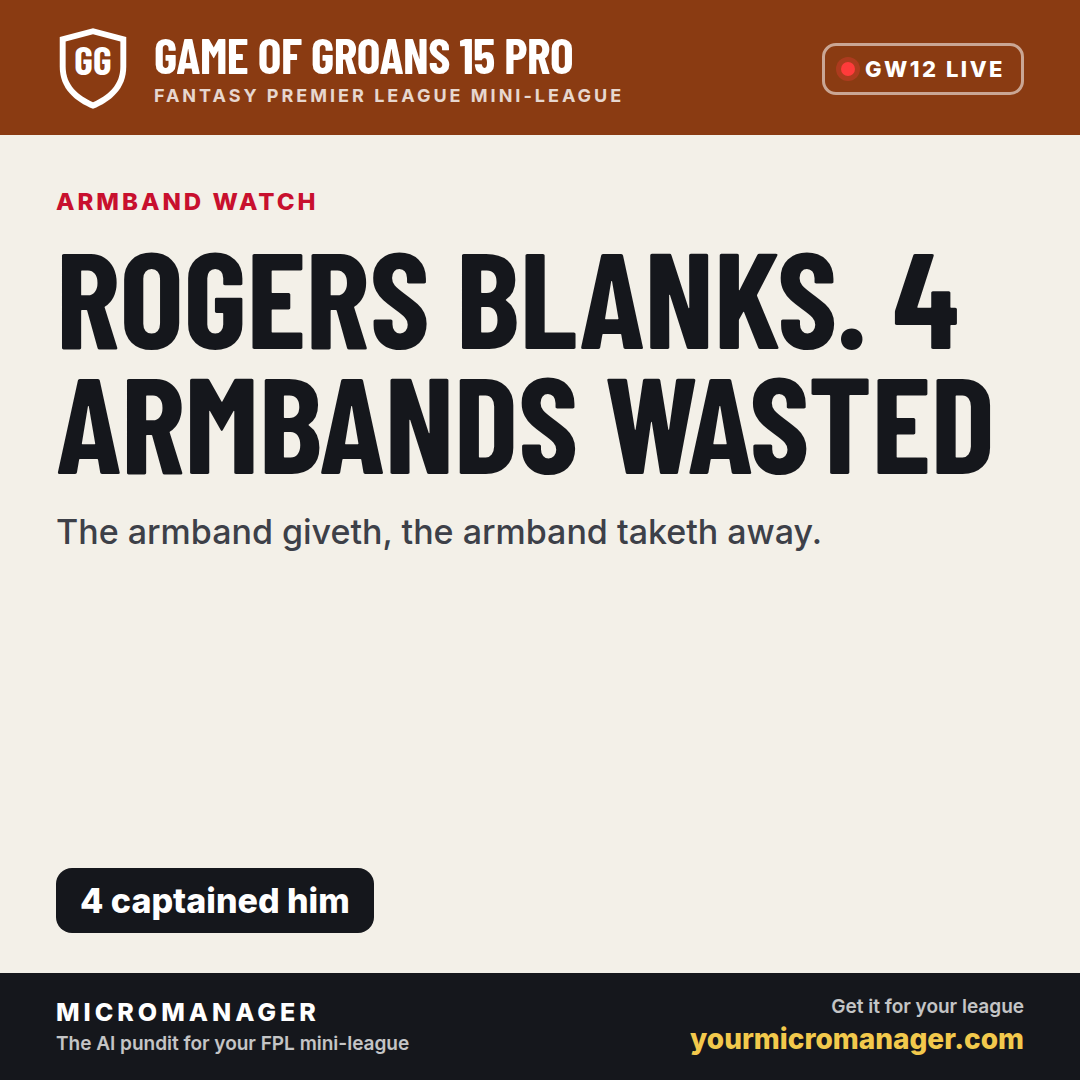 GG
GAME OF GROANS 15 PRO
FANTASY PREMIER LEAGUE MINI-LEAGUE
GW12 LIVE
ARMBAND WATCH
ROGERS BLANKS. 4
ARMBANDS WASTED
The armband giveth, the armband taketh away.
4 captained him
MICROMANAGER
The AI pundit for your FPL mini-league
Get it for your league
yourmicromanager.com